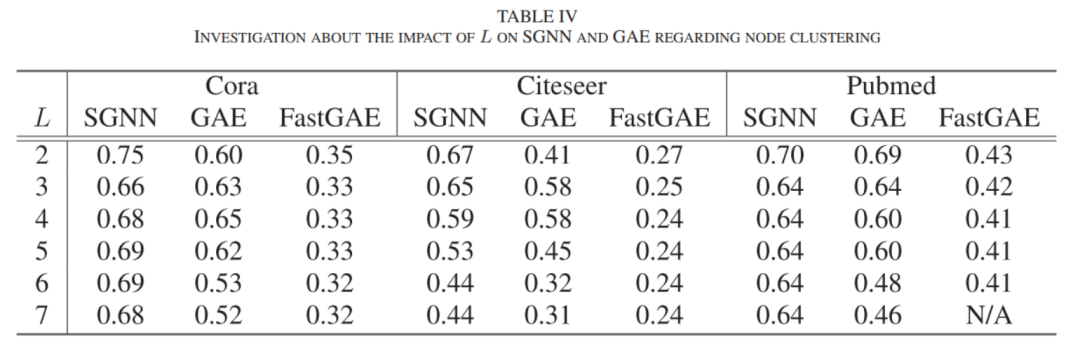 TABLE IV
INVESTIGATION ABOUT THE IMPACT OF L ON SGNN AND GAE REGARDING NODE CLUSTERING
Cora Citeseer Pubmed
L SGNN GAE FastGAE SGNN GAE FastGAE SGNN GAE FastGAE
2 0.75 0.60 0.35 0.67 0.41 0.27 0.70 0.69 0.43
3 0.66 0.63 0.33 0.65 0.58 0.25 0.64 0.64 0.42
4 0.68 0.65 0.33 0.59 0.58 0.24 0.64 0.60 0.41
5 0.69 0.62 0.33 0.53 0.45 0.24 0.64 0.60 0.41
6 0.69 0.53 0.32 0.44 0.32 0.24 0.64 0.48 0.41
7 0.68 0.52 0.32 0.44 0.31 0.24 0.64 0.46 N/A